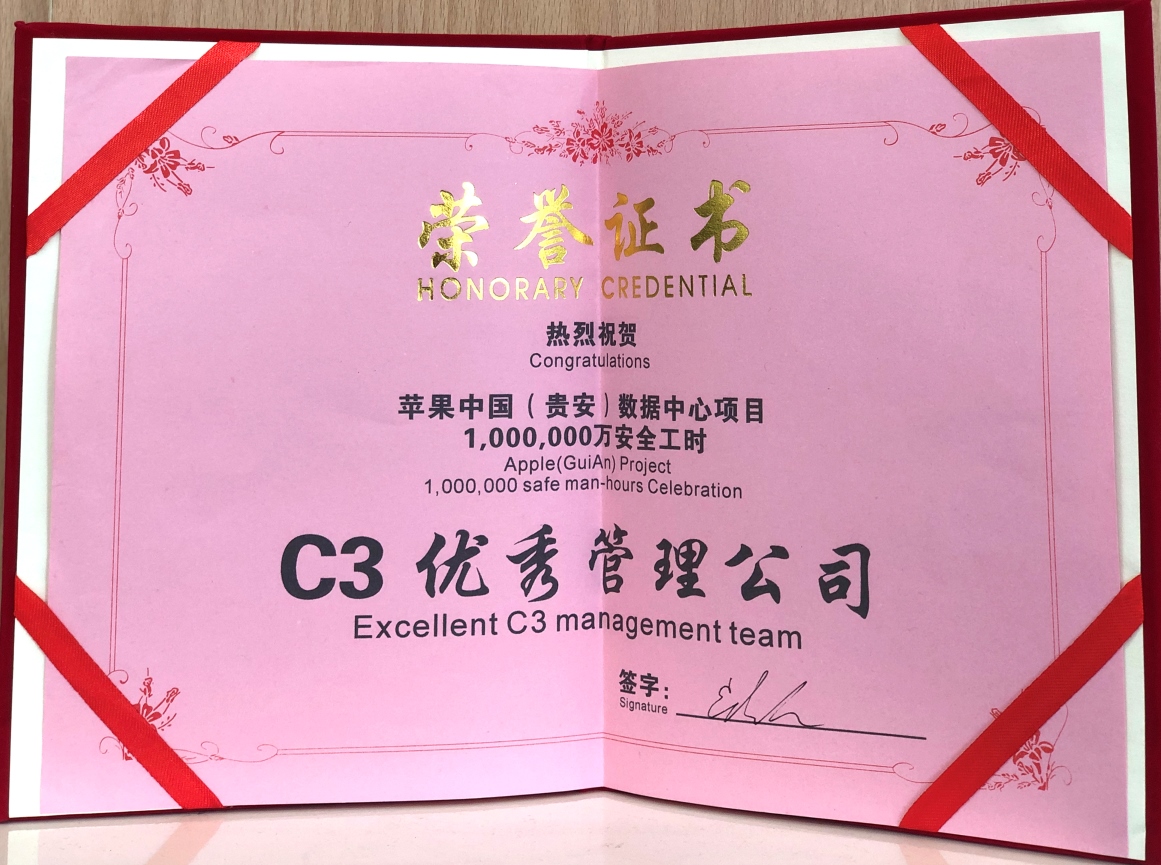 荣誉证书
HONORARY CREDENTIAL
热烈祝贺
Congratulations
苹果中国（贵安）数据中心项目
1,000,000万安全工时
Apple(GuiAn) Project
1,000,000 safe man-hours Celebration
C3 优秀管理公司
Excellent C3 management team
签字：
Signature